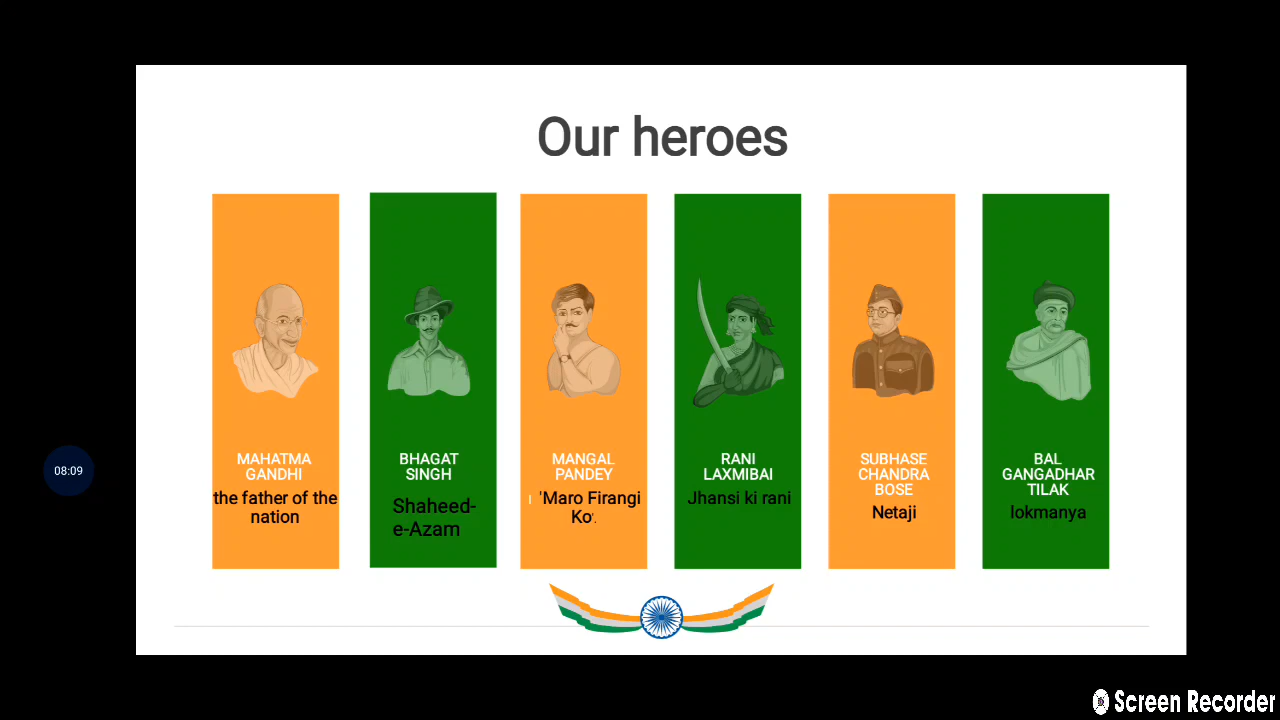 Our heroes
MAHATMA
GANDHI
the father of the
nation
BHAGAT
SINGH
Shaheed-
e-Azam
MANGAL
PANDEY
'Maro Firangi
Ko'.
RANI
LAXMIBAI
Jhansi ki rani
SUBHASE
CHANDRA
BOSE
Netaji
BAL
GANGADHAR
TILAK
lokmanya
08:09
Screen Recorder